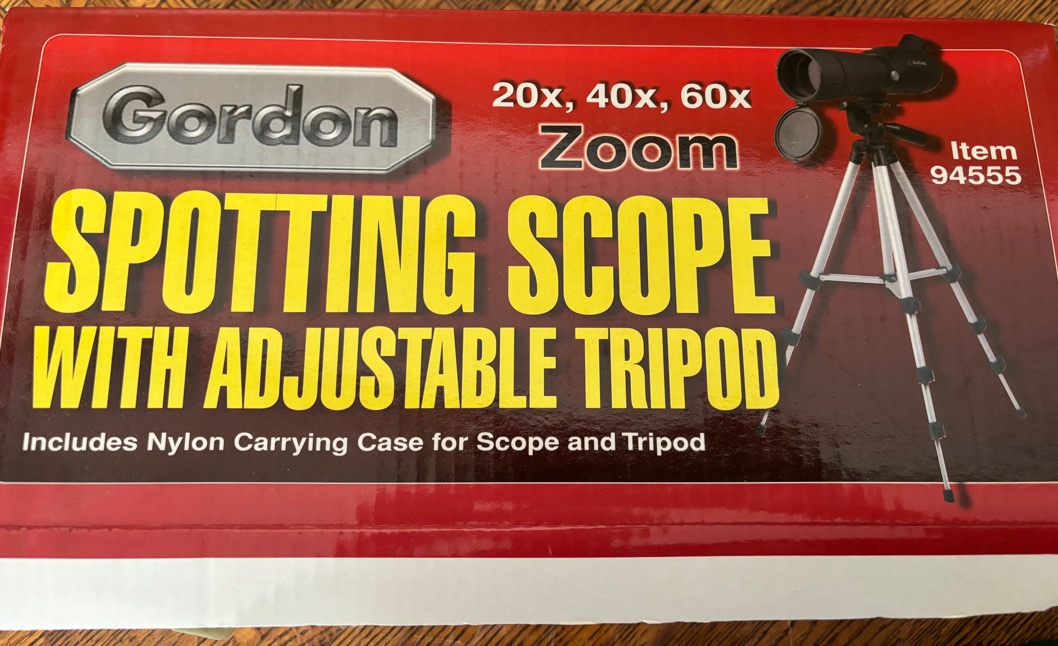 Gordon
20x, 40x, 60x
Zoom
Item
94555
SPOTTING SCOPE
WITH ADJUSTABLE TRIPOD
Includes Nylon Carrying Case for Scope and Tripod